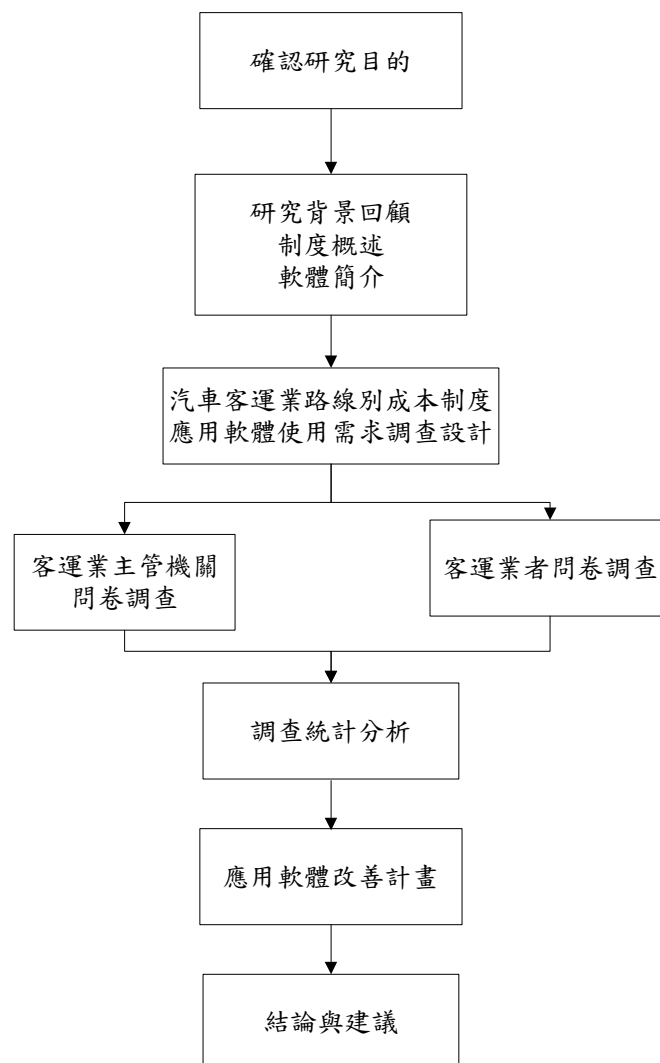 確認研究目的
研究背景回顧
制度概述
軟體簡介
汽車客運業路線別成本制度
應用軟體使用需求調查設計
客運業主管機關
問卷調查
客運業者問卷調查
調查統計分析
應用軟體改善計畫
結論與建議